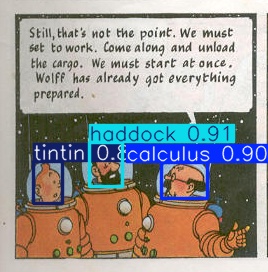 Still, that's not the point. We must
set to work. Come along and unload
the cargo. We must start at once.
Wolff has already got everything
prepared.
haddock 0.91
tintin 0.8
calculus 0.90